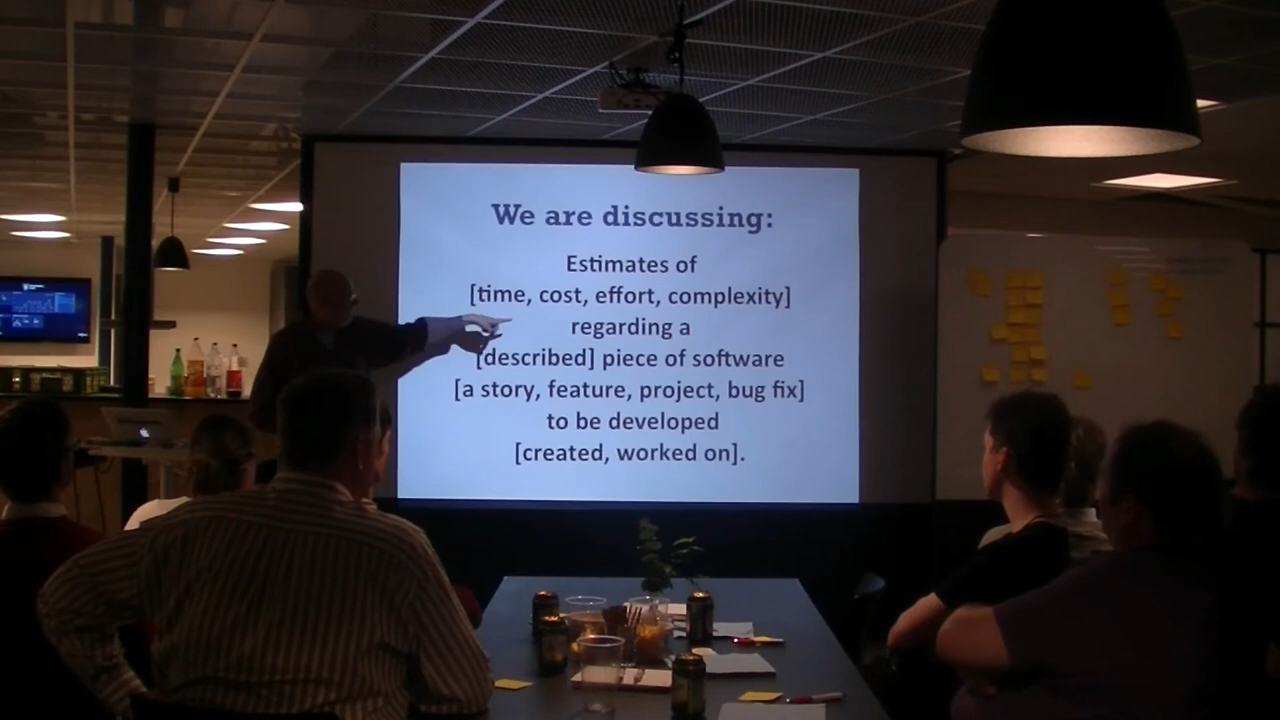 We are discussing:
Estimates of
[time, cost, effort, complexity]
regarding a
[described] piece of software
[a story, feature, project, bug fix]
to be developed
[created, worked on].